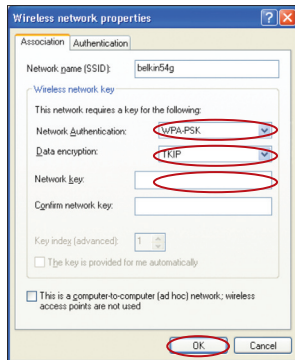 Wireless network properties
Association Authentication
Network name (SSID): belkin54g
Wireless network key
This network requires a key for the following:
Network Authentication: WPA-PSK
Data encryption: TKIP
Network key:
Confirm network key:
Key index (advanced): 1
The key is provided for me automatically
This is a computer-to-computer (ad hoc) network; wireless
access points are not used
OK Cancel